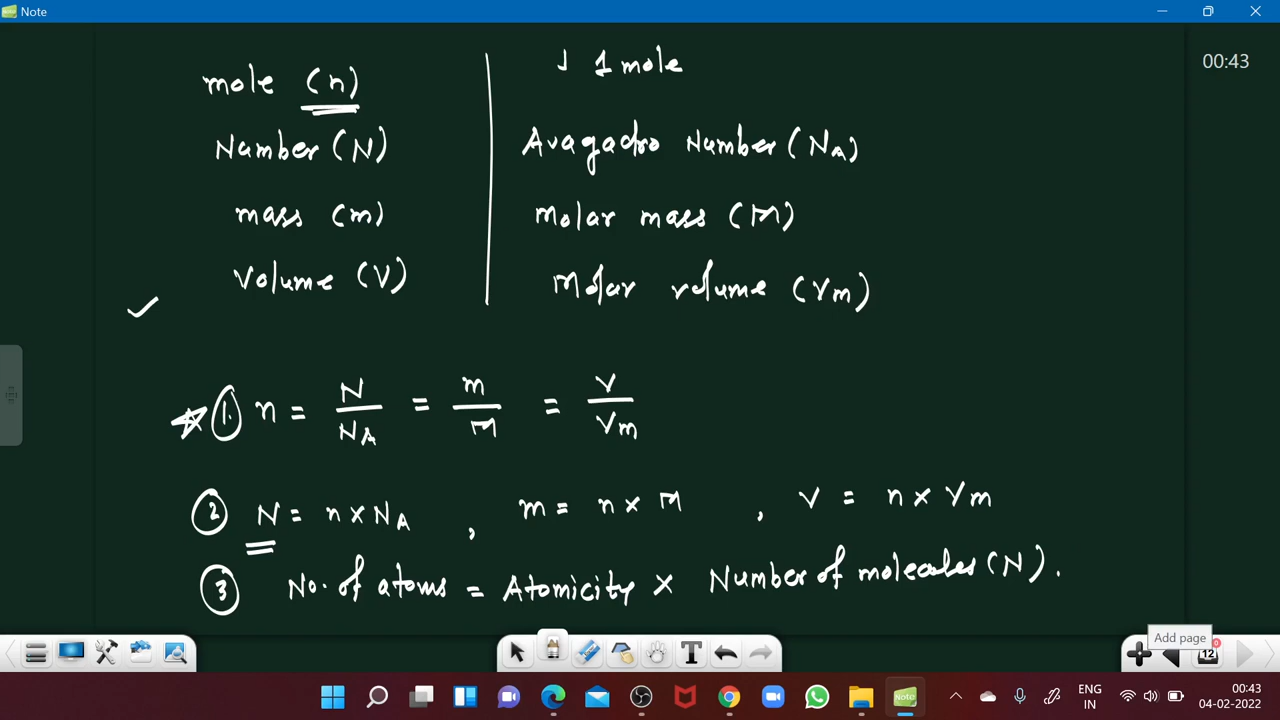 Note
00:43
mole (n) ↓ 1 mole
Number (N) Avagadro Number (NA)
mass (m) Molar mass (M)
Volume (V) Molar volume (Vm)
✓
☆ 1. n = N/NA = m/M = V/Vm
2 N = n × NA , m = n × M , V = n × Vm
3 No. of atoms = Atomicity × Number of molecules (N).
Add page
0
12
T
Note
ENG
IN
00:43
04-02-2022